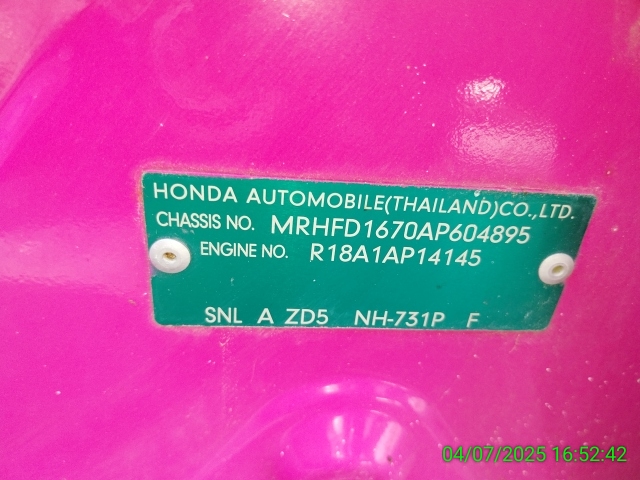 HONDA AUTOMOBILE(THAILAND)CO.,LTD.
CHASSIS NO. MRHFD1670AP604895
ENGINE NO. R18A1AP14145
SNL A ZD5 NH-731P F
04/07/2025 16:52:42